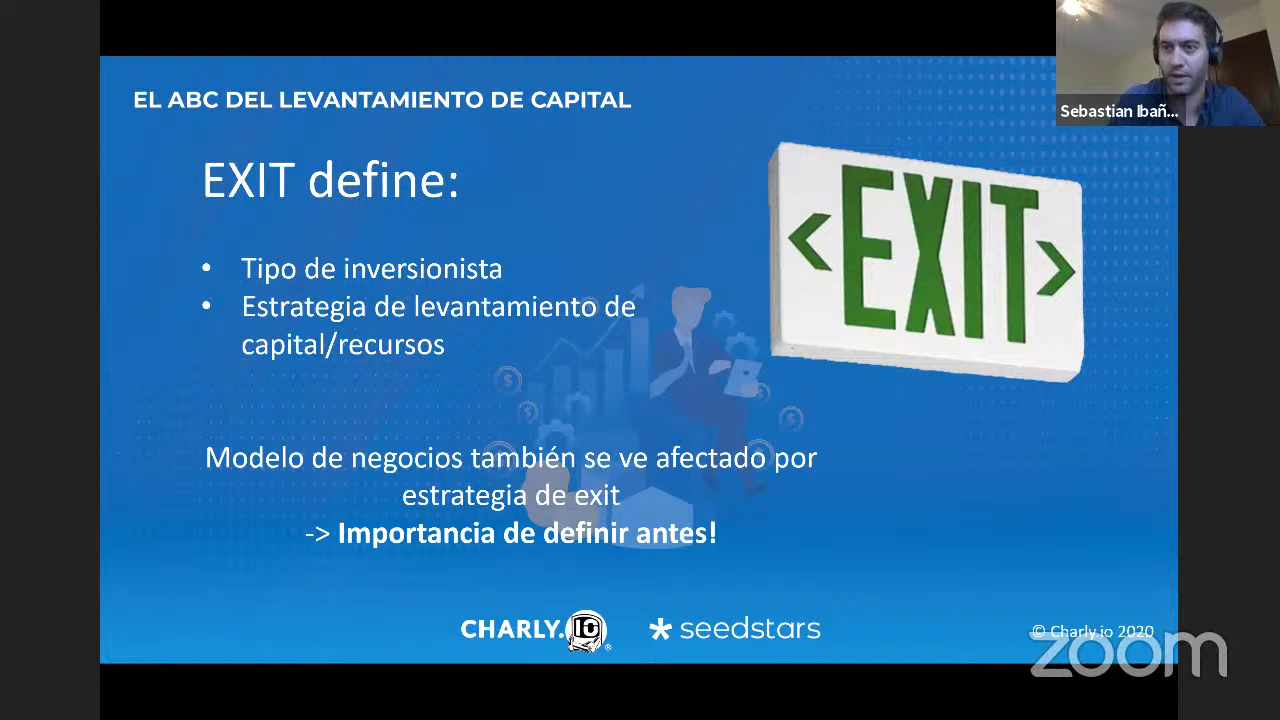 EL ABC DEL LEVANTAMIENTO DE CAPITAL
Sebastian Ibañ...
EXIT define:
<EXIT>
• Tipo de inversionista
• Estrategia de levantamiento de
capital/recursos
Modelo de negocios también se ve afectado por
estrategia de exit
-> Importancia de definir antes!
CHARLY.IO®
seedstars
© Charly.io 2020
zoom